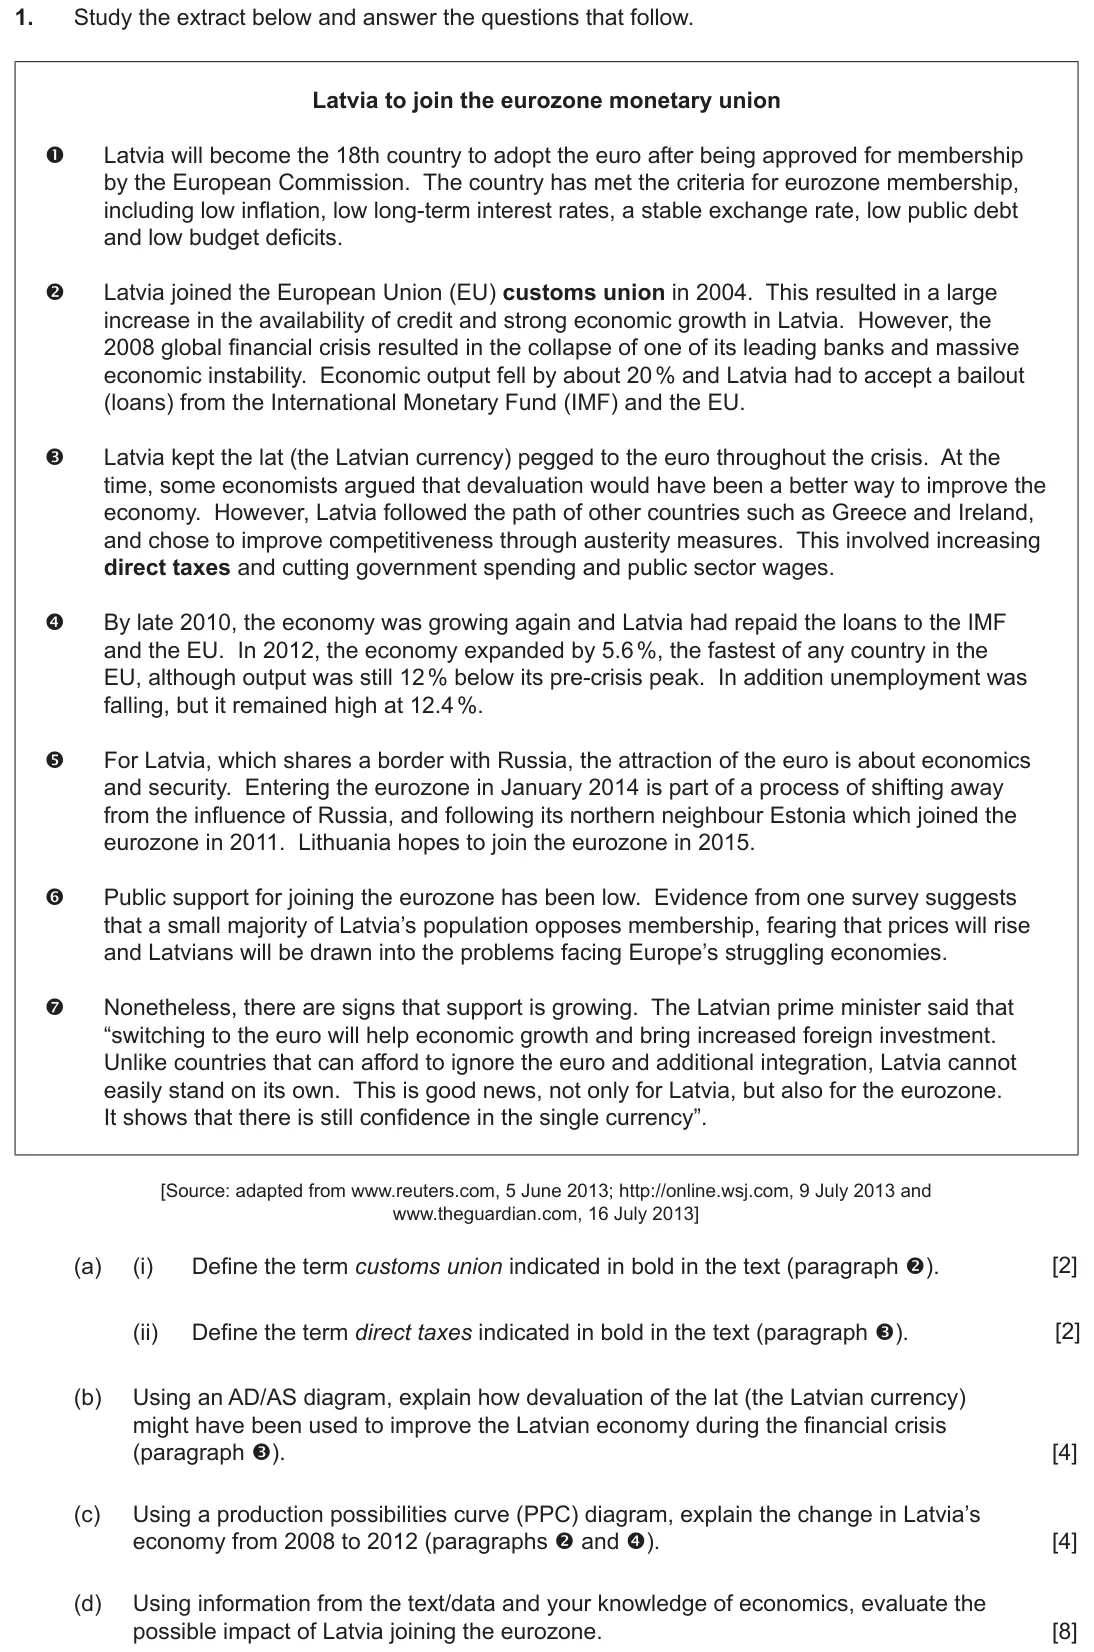 1. Study the extract below and answer the questions that follow.
Latvia to join the eurozone monetary union
❶ Latvia will become the 18th country to adopt the euro after being approved for membership
by the European Commission. The country has met the criteria for eurozone membership,
including low inflation, low long-term interest rates, a stable exchange rate, low public debt
and low budget deficits.
❷ Latvia joined the European Union (EU) customs union in 2004. This resulted in a large
increase in the availability of credit and strong economic growth in Latvia. However, the
2008 global financial crisis resulted in the collapse of one of its leading banks and massive
economic instability. Economic output fell by about 20 % and Latvia had to accept a bailout
(loans) from the International Monetary Fund (IMF) and the EU.
❸ Latvia kept the lat (the Latvian currency) pegged to the euro throughout the crisis. At the
time, some economists argued that devaluation would have been a better way to improve the
economy. However, Latvia followed the path of other countries such as Greece and Ireland,
and chose to improve competitiveness through austerity measures. This involved increasing
direct taxes and cutting government spending and public sector wages.
❹ By late 2010, the economy was growing again and Latvia had repaid the loans to the IMF
and the EU. In 2012, the economy expanded by 5.6 %, the fastest of any country in the
EU, although output was still 12 % below its pre-crisis peak. In addition unemployment was
falling, but it remained high at 12.4 %.
❺ For Latvia, which shares a border with Russia, the attraction of the euro is about economics
and security. Entering the eurozone in January 2014 is part of a process of shifting away
from the influence of Russia, and following its northern neighbour Estonia which joined the
eurozone in 2011. Lithuania hopes to join the eurozone in 2015.
❻ Public support for joining the eurozone has been low. Evidence from one survey suggests
that a small majority of Latvia's population opposes membership, fearing that prices will rise
and Latvians will be drawn into the problems facing Europe's struggling economies.
❼ Nonetheless, there are signs that support is growing. The Latvian prime minister said that
“switching to the euro will help economic growth and bring increased foreign investment.
Unlike countries that can afford to ignore the euro and additional integration, Latvia cannot
easily stand on its own. This is good news, not only for Latvia, but also for the eurozone.
It shows that there is still confidence in the single currency”.
[Source: adapted from www.reuters.com, 5 June 2013; http://online.wsj.com, 9 July 2013 and
www.theguardian.com, 16 July 2013]
(a) (i) Define the term customs union indicated in bold in the text (paragraph ❷). [2]
(ii) Define the term direct taxes indicated in bold in the text (paragraph ❸). [2]
(b) Using an AD/AS diagram, explain how devaluation of the lat (the Latvian currency)
might have been used to improve the Latvian economy during the financial crisis
(paragraph ❸). [4]
(c) Using a production possibilities curve (PPC) diagram, explain the change in Latvia's
economy from 2008 to 2012 (paragraphs ❷ and ❹). [4]
(d) Using information from the text/data and your knowledge of economics, evaluate the
possible impact of Latvia joining the eurozone. [8]